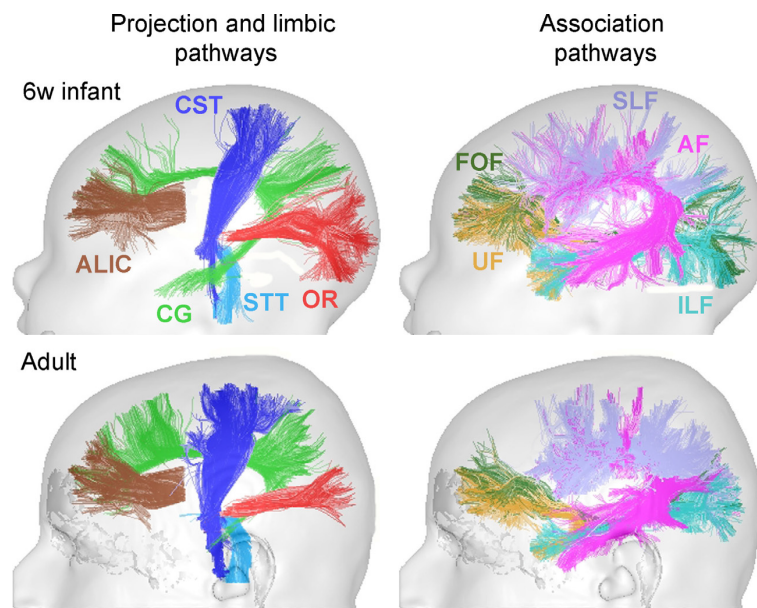 Projection and limbic
pathways
Association
pathways
6w infant
CST
SLF
AF
FOF
ALIC
UF
CG
STT
OR
ILF
Adult